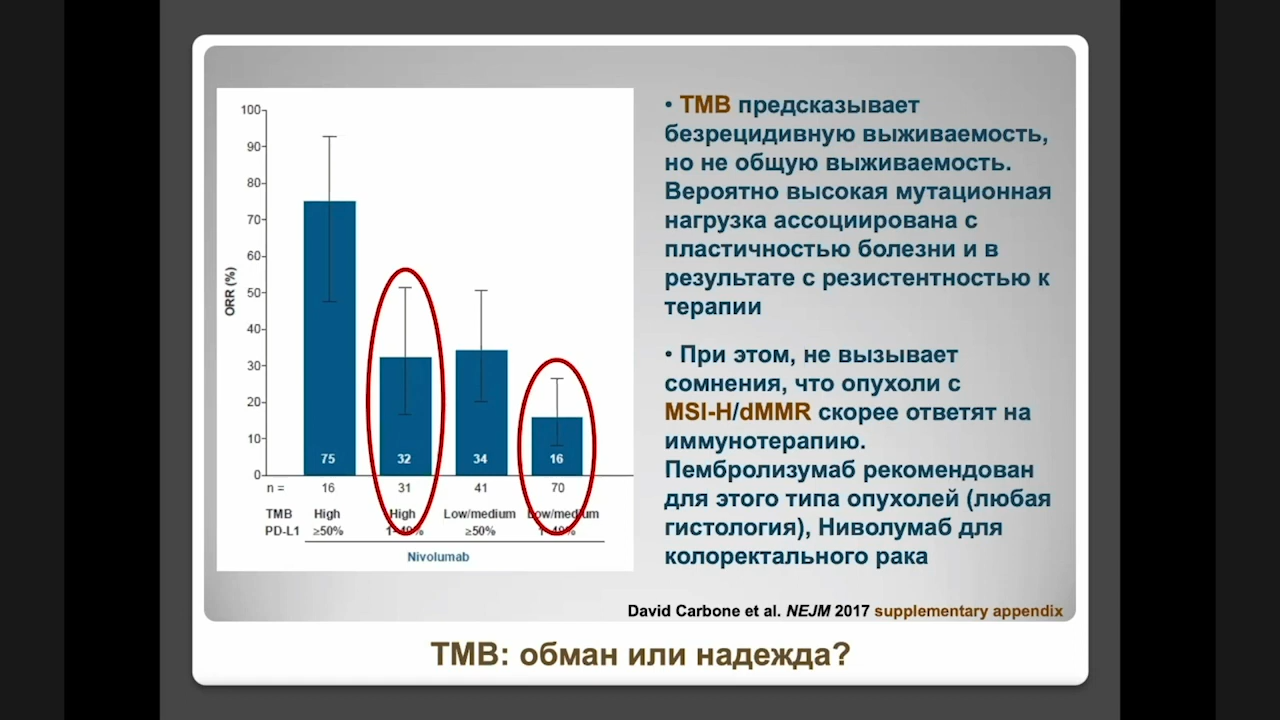 100
90
80
70
60
50
40
30
20
10
0
ORR (%)
75 32 34 16
n = 16 31 41 70
TMB High High Low/medium Low/medium
PD-L1 ≥50% 1–49% ≥50% 1–49%
Nivolumab
• TMB предсказывает
безрецидивную выживаемость,
но не общую выживаемость.
Вероятно высокая мутационная
нагрузка ассоциирована с
пластичностью болезни и в
результате с резистентностью к
терапии
• При этом, не вызывает
сомнения, что опухоли с
MSI-H/dMMR скорее ответят на
иммунотерапию.
Пембролизумаб рекомендован
для этого типа опухолей (любая
гистология), Ниволумаб для
колоректального рака
David Carbone et al. NEJM 2017 supplementary appendix
TMB: обман или надежда?